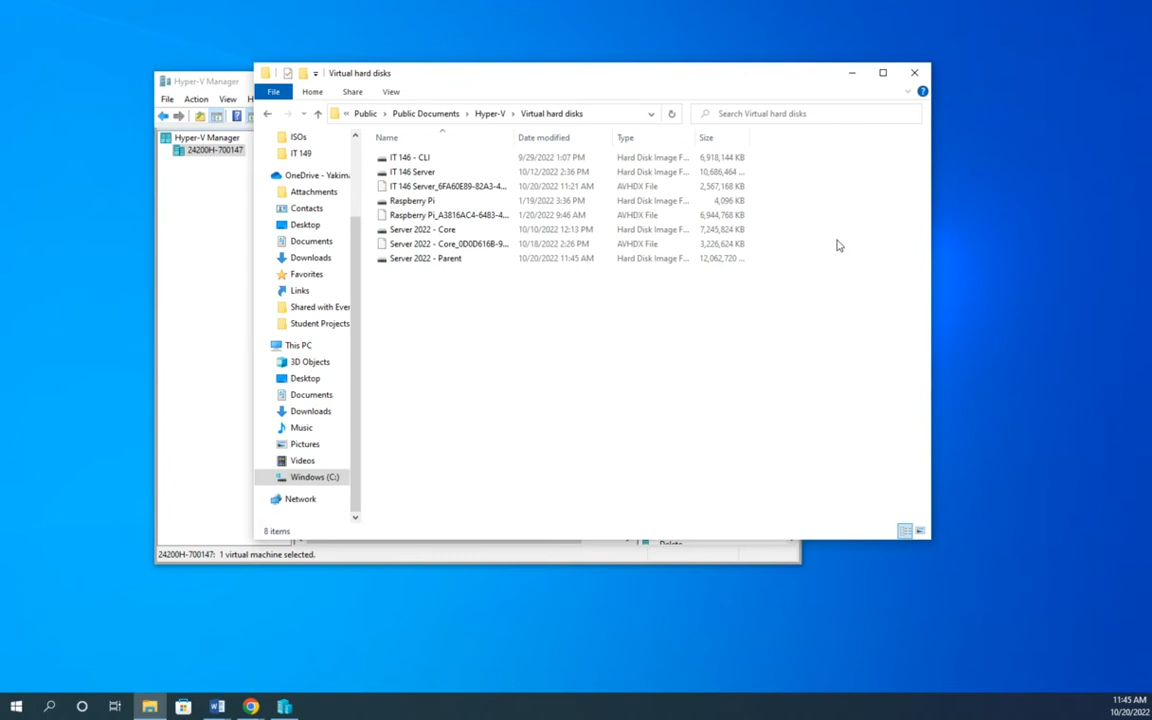 Hyper-V Manager
File Action View H
Hyper-V Manager
24200H-700147
24200H-700147: 1 virtual machine selected.
Virtual hard disks
File Home Share View
« Public > Public Documents > Hyper-V > Virtual hard disks
Search Virtual hard disks
Name Date modified Type Size
ISOs
IT 149
OneDrive - Yakima
Attachments
Contacts
Desktop
Documents
Downloads
Favorites
Links
Shared with Ever
Student Projects
This PC
3D Objects
Desktop
Documents
Downloads
Music
Pictures
Videos
Windows (C:)
Network
IT 146 - CLI 9/29/2022 1:07 PM Hard Disk Image F... 6,918,144 KB
IT 146 Server 10/12/2022 2:36 PM Hard Disk Image F... 10,686,464 ...
IT 146 Server_6FA60E89-82A3-4... 10/20/2022 11:21 AM AVHDX File 2,567,168 KB
Raspberry Pi 1/19/2022 3:36 PM Hard Disk Image F... 4,096 KB
Raspberry Pi_A3816AC4-6483-4... 1/20/2022 9:46 AM AVHDX File 6,944,768 KB
Server 2022 - Core 10/10/2022 12:13 PM Hard Disk Image F... 7,245,824 KB
Server 2022 - Core_0D0D616B-9... 10/18/2022 2:26 PM AVHDX File 3,226,624 KB
Server 2022 - Parent 10/20/2022 11:45 AM Hard Disk Image F... 12,062,720 ...
8 items
Delete
11:45 AM
10/20/2022